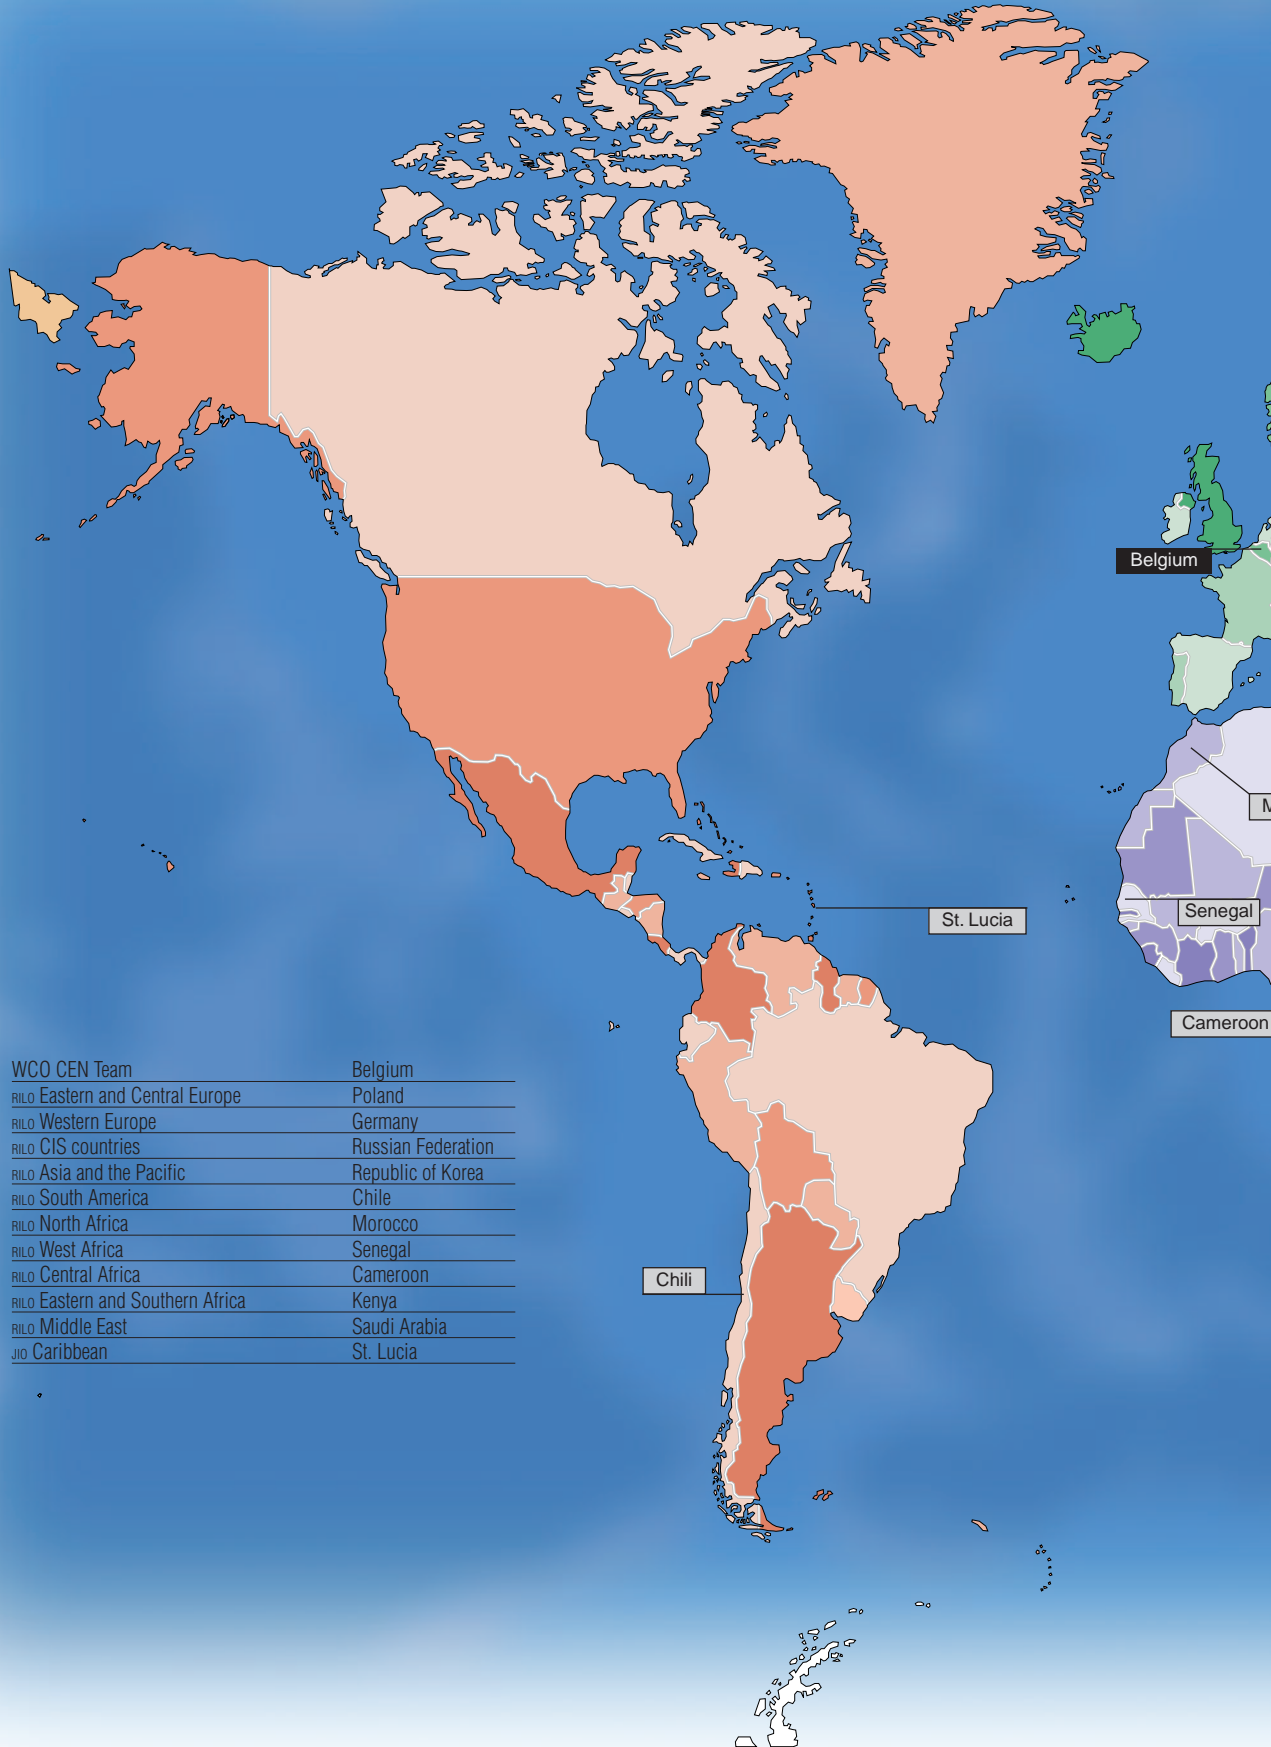 Belgium
M
Senegal
St. Lucia
Cameroon
WCO CEN Team Belgium
RILO Eastern and Central Europe Poland
RILO Western Europe Germany
RILO CIS countries Russian Federation
RILO Asia and the Pacific Republic of Korea
RILO South America Chile
RILO North Africa Morocco
RILO West Africa Senegal
RILO Central Africa Cameroon
RILO Eastern and Southern Africa Kenya
RILO Middle East Saudi Arabia
JIO Caribbean St. Lucia
Chili